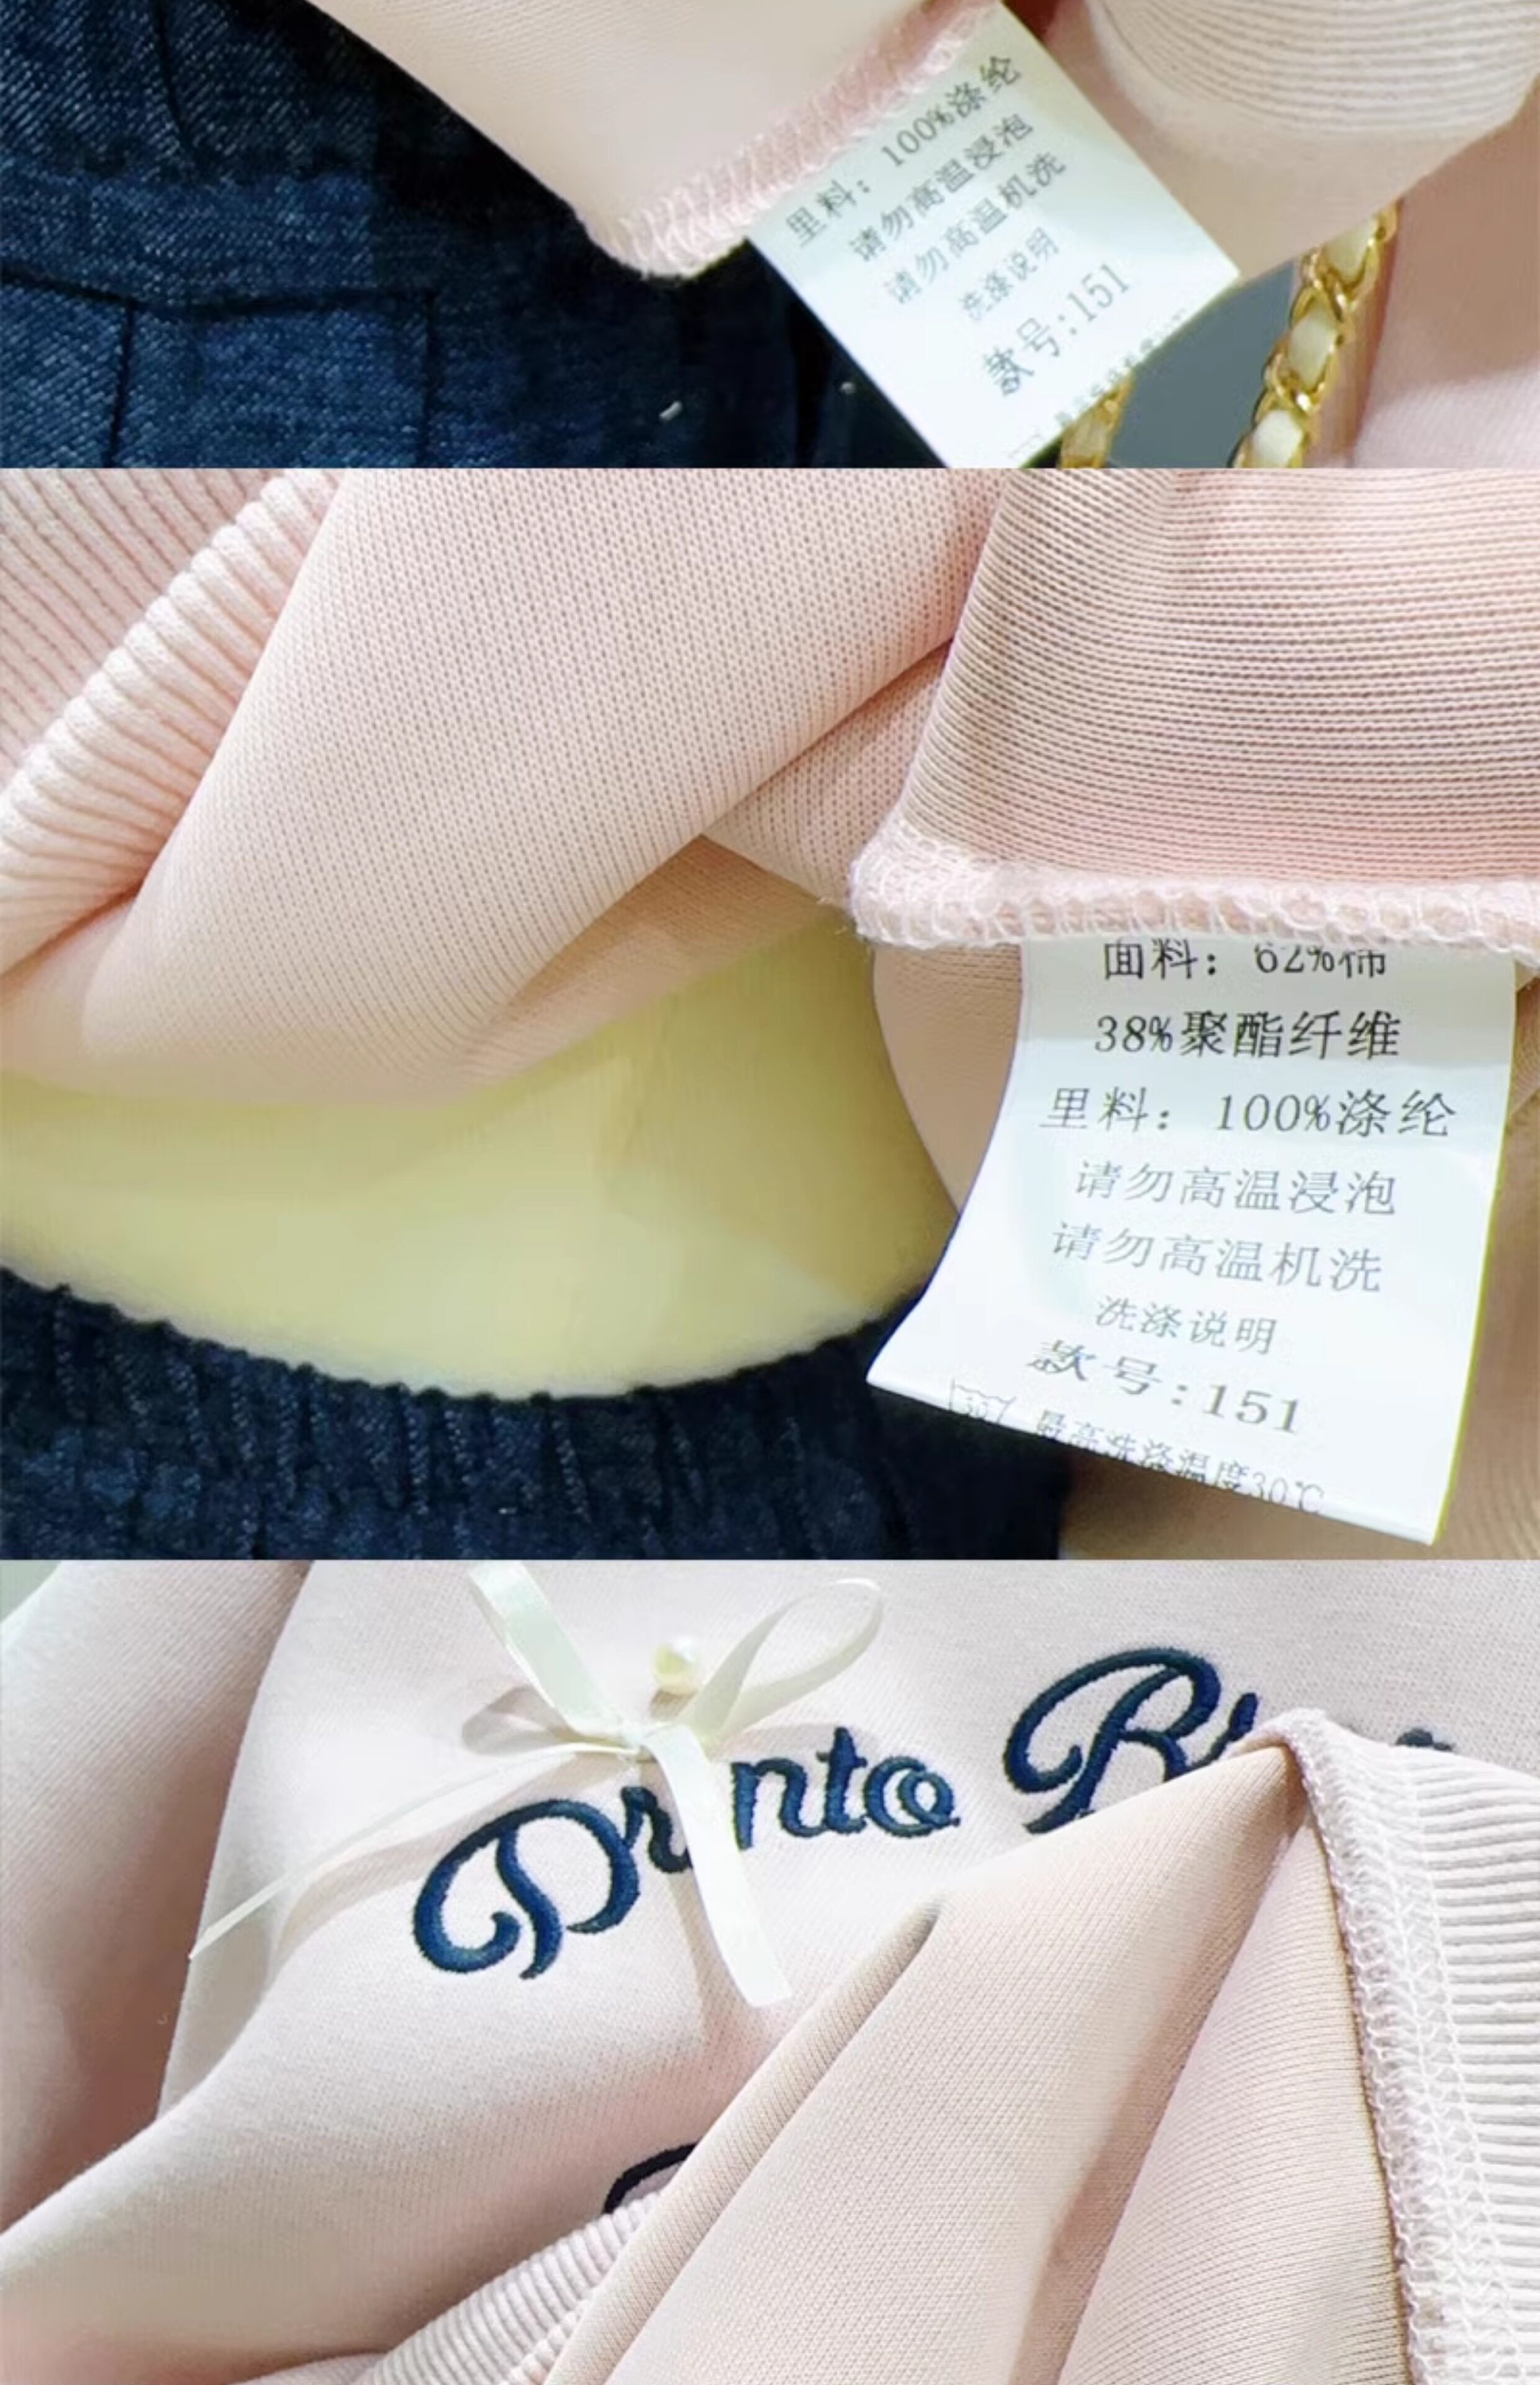 里料：100%涤纶
请勿高温浸泡
请勿高温机洗
洗涤说明
款号:151
面料：62%棉
38%聚酯纤维
里料：100%涤纶
请勿高温浸泡
请勿高温机洗
洗涤说明
款号:151
最高洗涤温度30℃